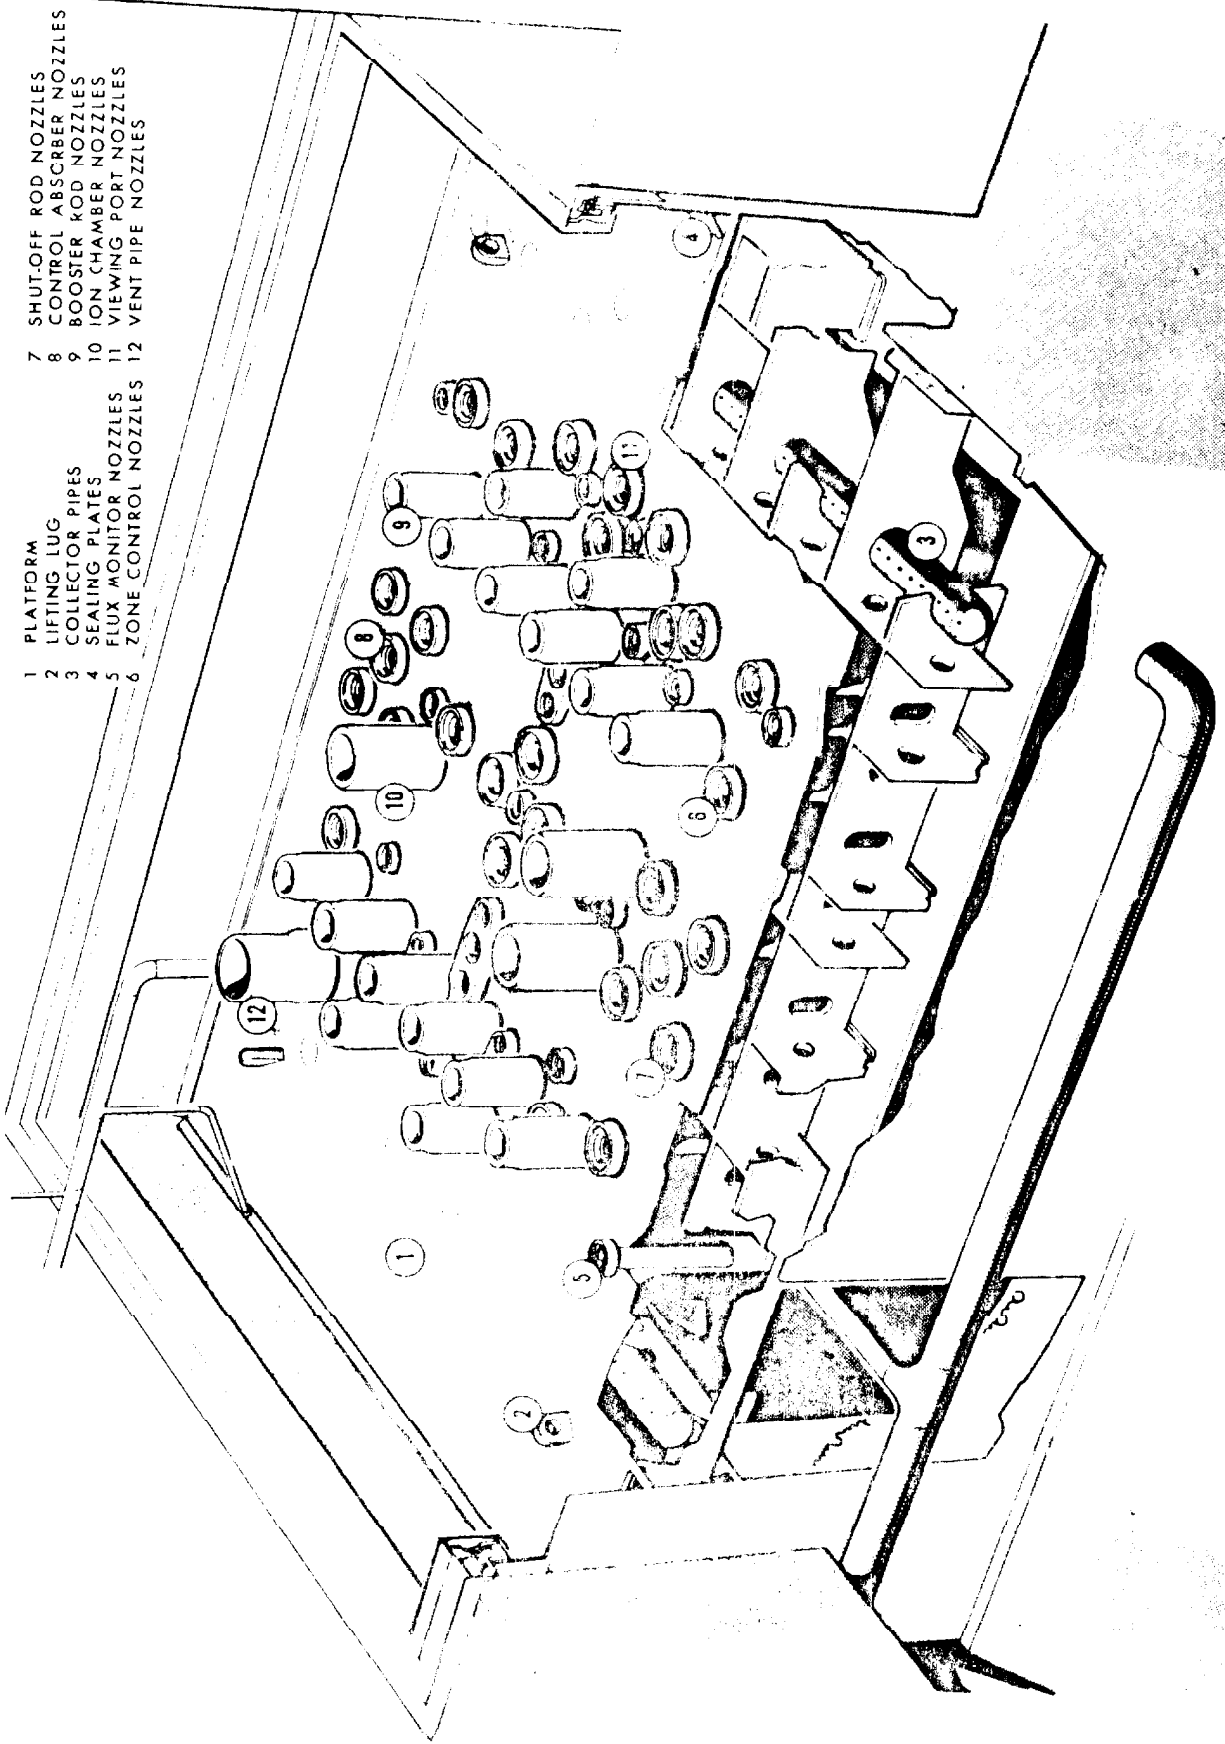 1 PLATFORM
2 LIFTING LUG
3 COLLECTOR PIPES
4 SEALING PLATES
5 FLUX MONITOR NOZZLES
6 ZONE CONTROL NOZZLES
7 SHUT-OFF ROD NOZZLES
8 CONTROL ABSORBER NOZZLES
9 BOOSTER ROD NOZZLES
10 ION CHAMBER NOZZLES
11 VIEWING PORT NOZZLES
12 VENT PIPE NOZZLES
12
10
8
9
11
4
3
6
7
5
1
2